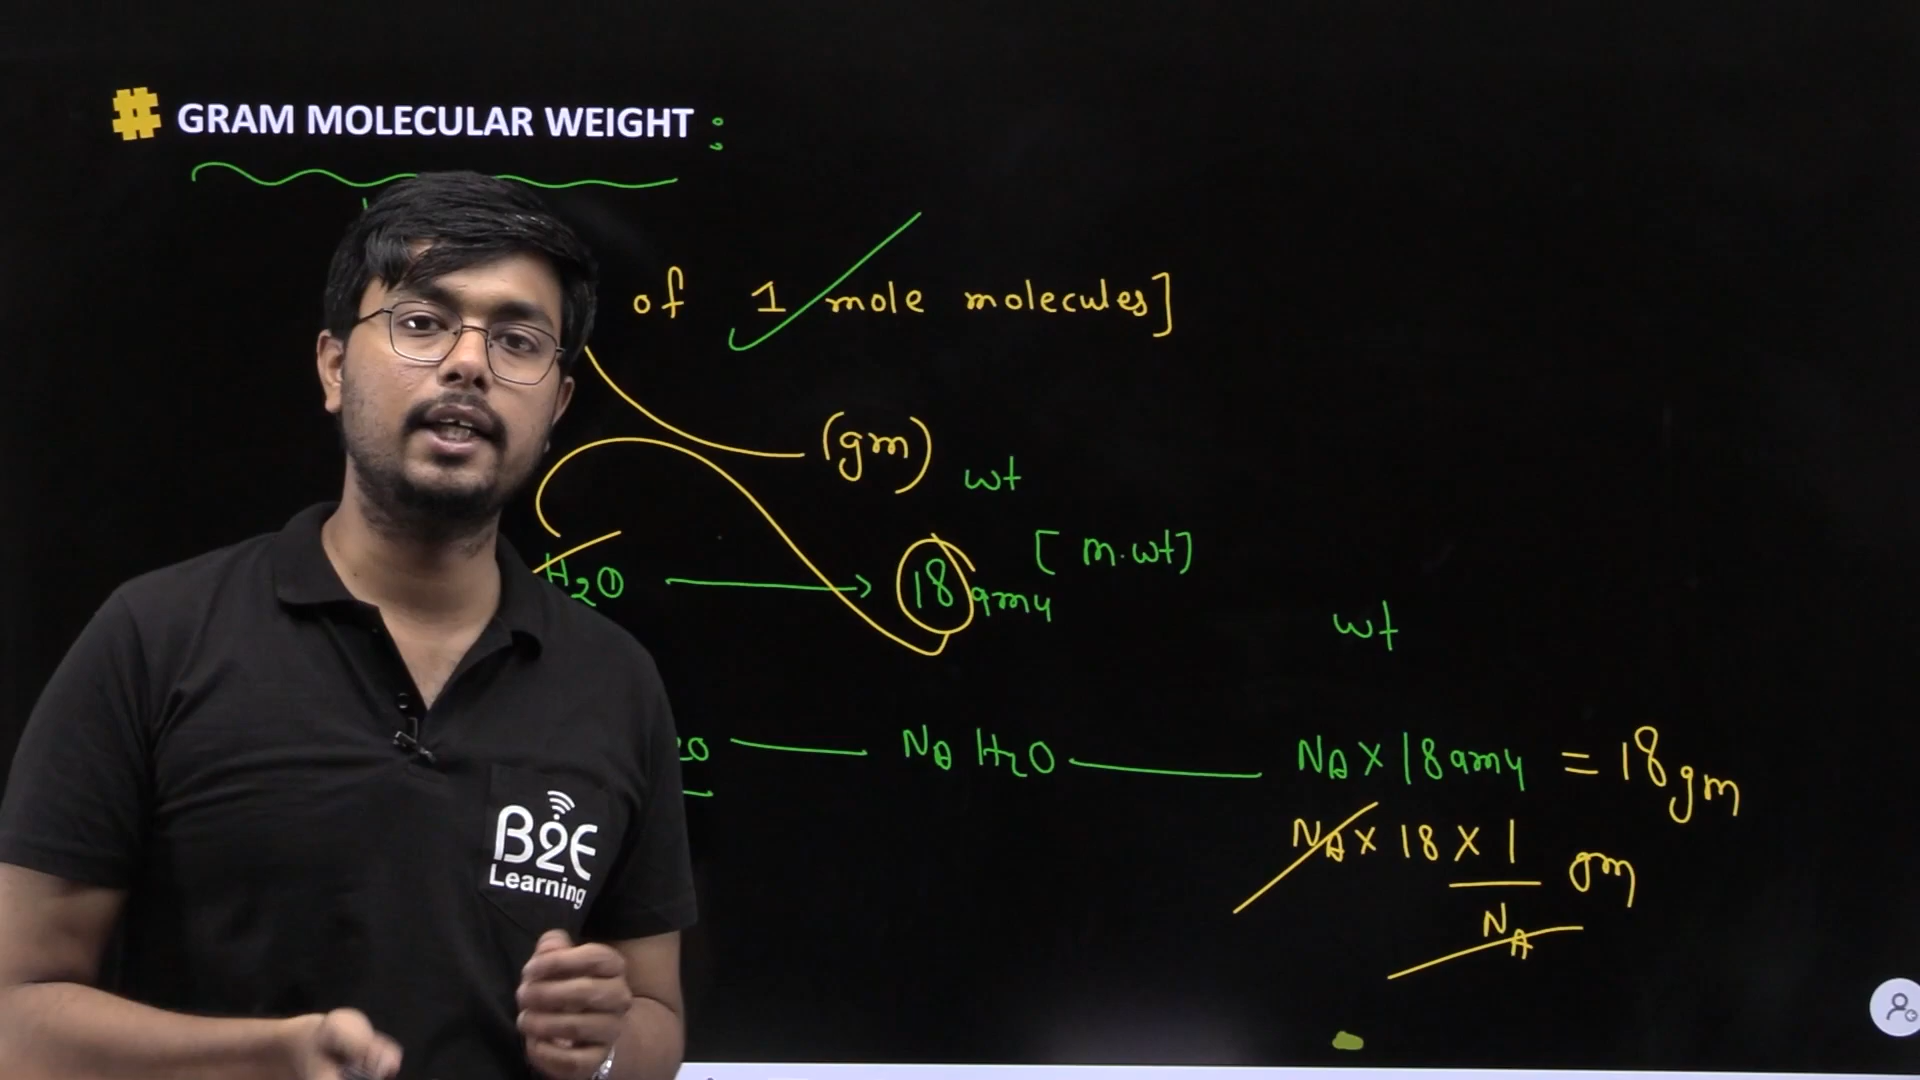 # GRAM MOLECULAR WEIGHT :
of 1 mole molecules]
(gm)
wt
[ m.wt]
H2O 18 amu
wt
NA H2O NA X 18 amu = 18 gm
NA X 18 X 1 gm
NA
B2E
Learning